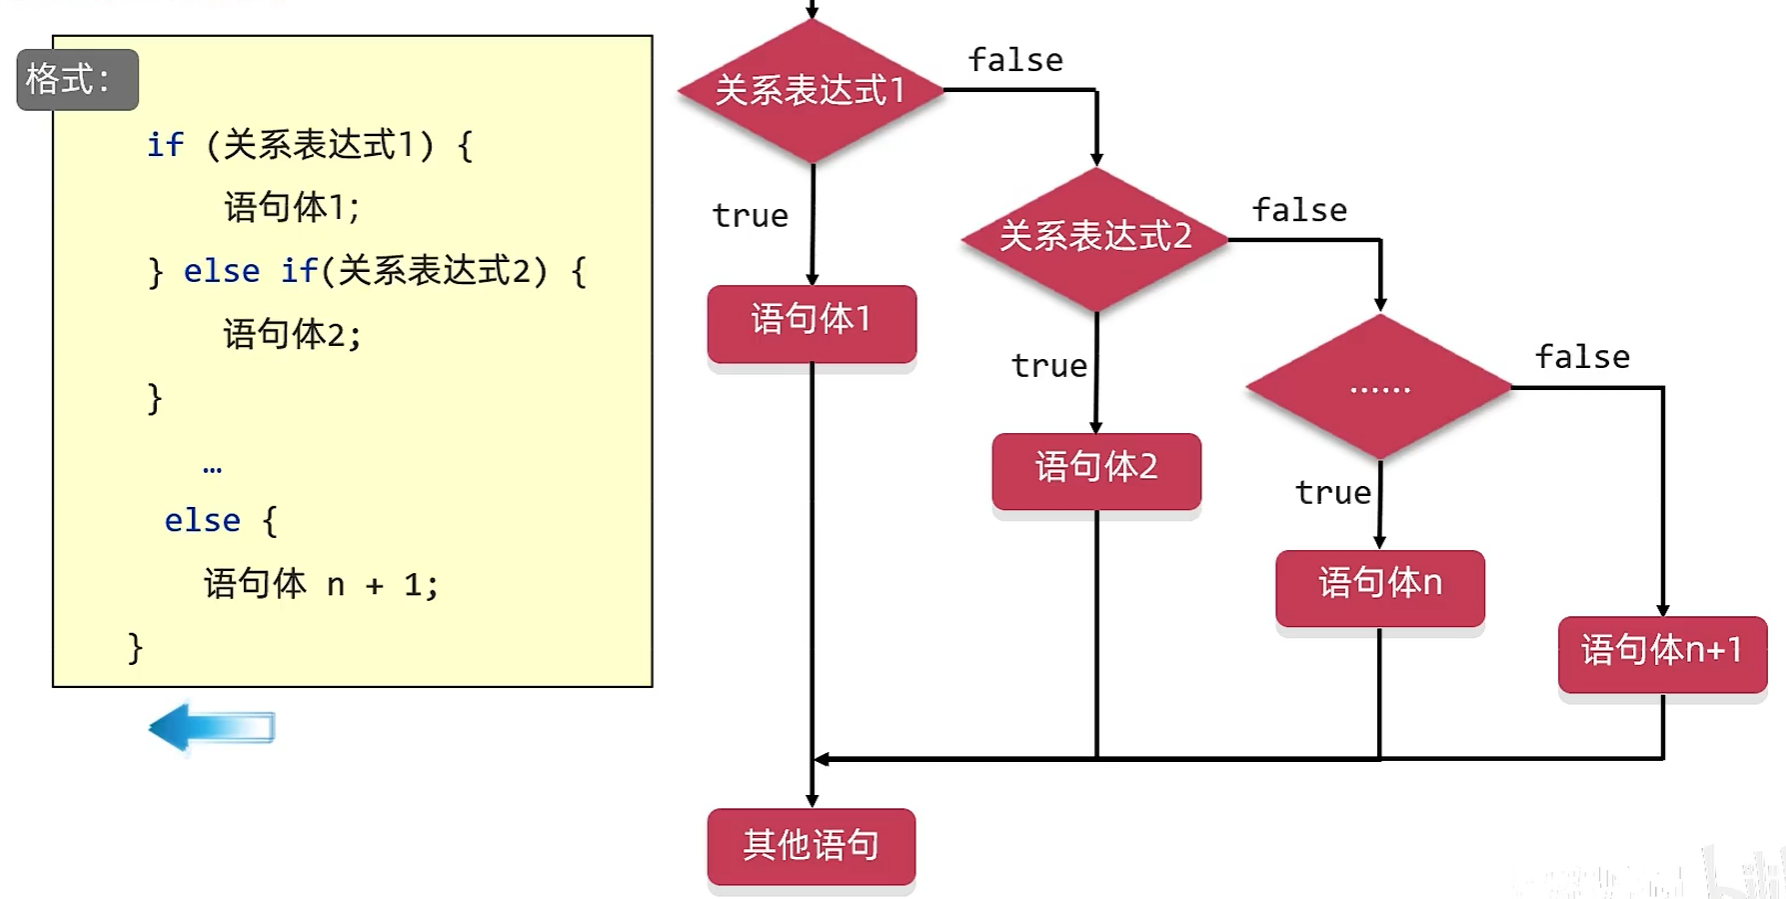 格式：
if (关系表达式1) {
语句体1;
} else if(关系表达式2) {
语句体2;
}
…
else {
语句体 n + 1;
}
关系表达式1
false
true
关系表达式2
false
语句体1
true
......
false
语句体2
true
语句体n
语句体n+1
其他语句